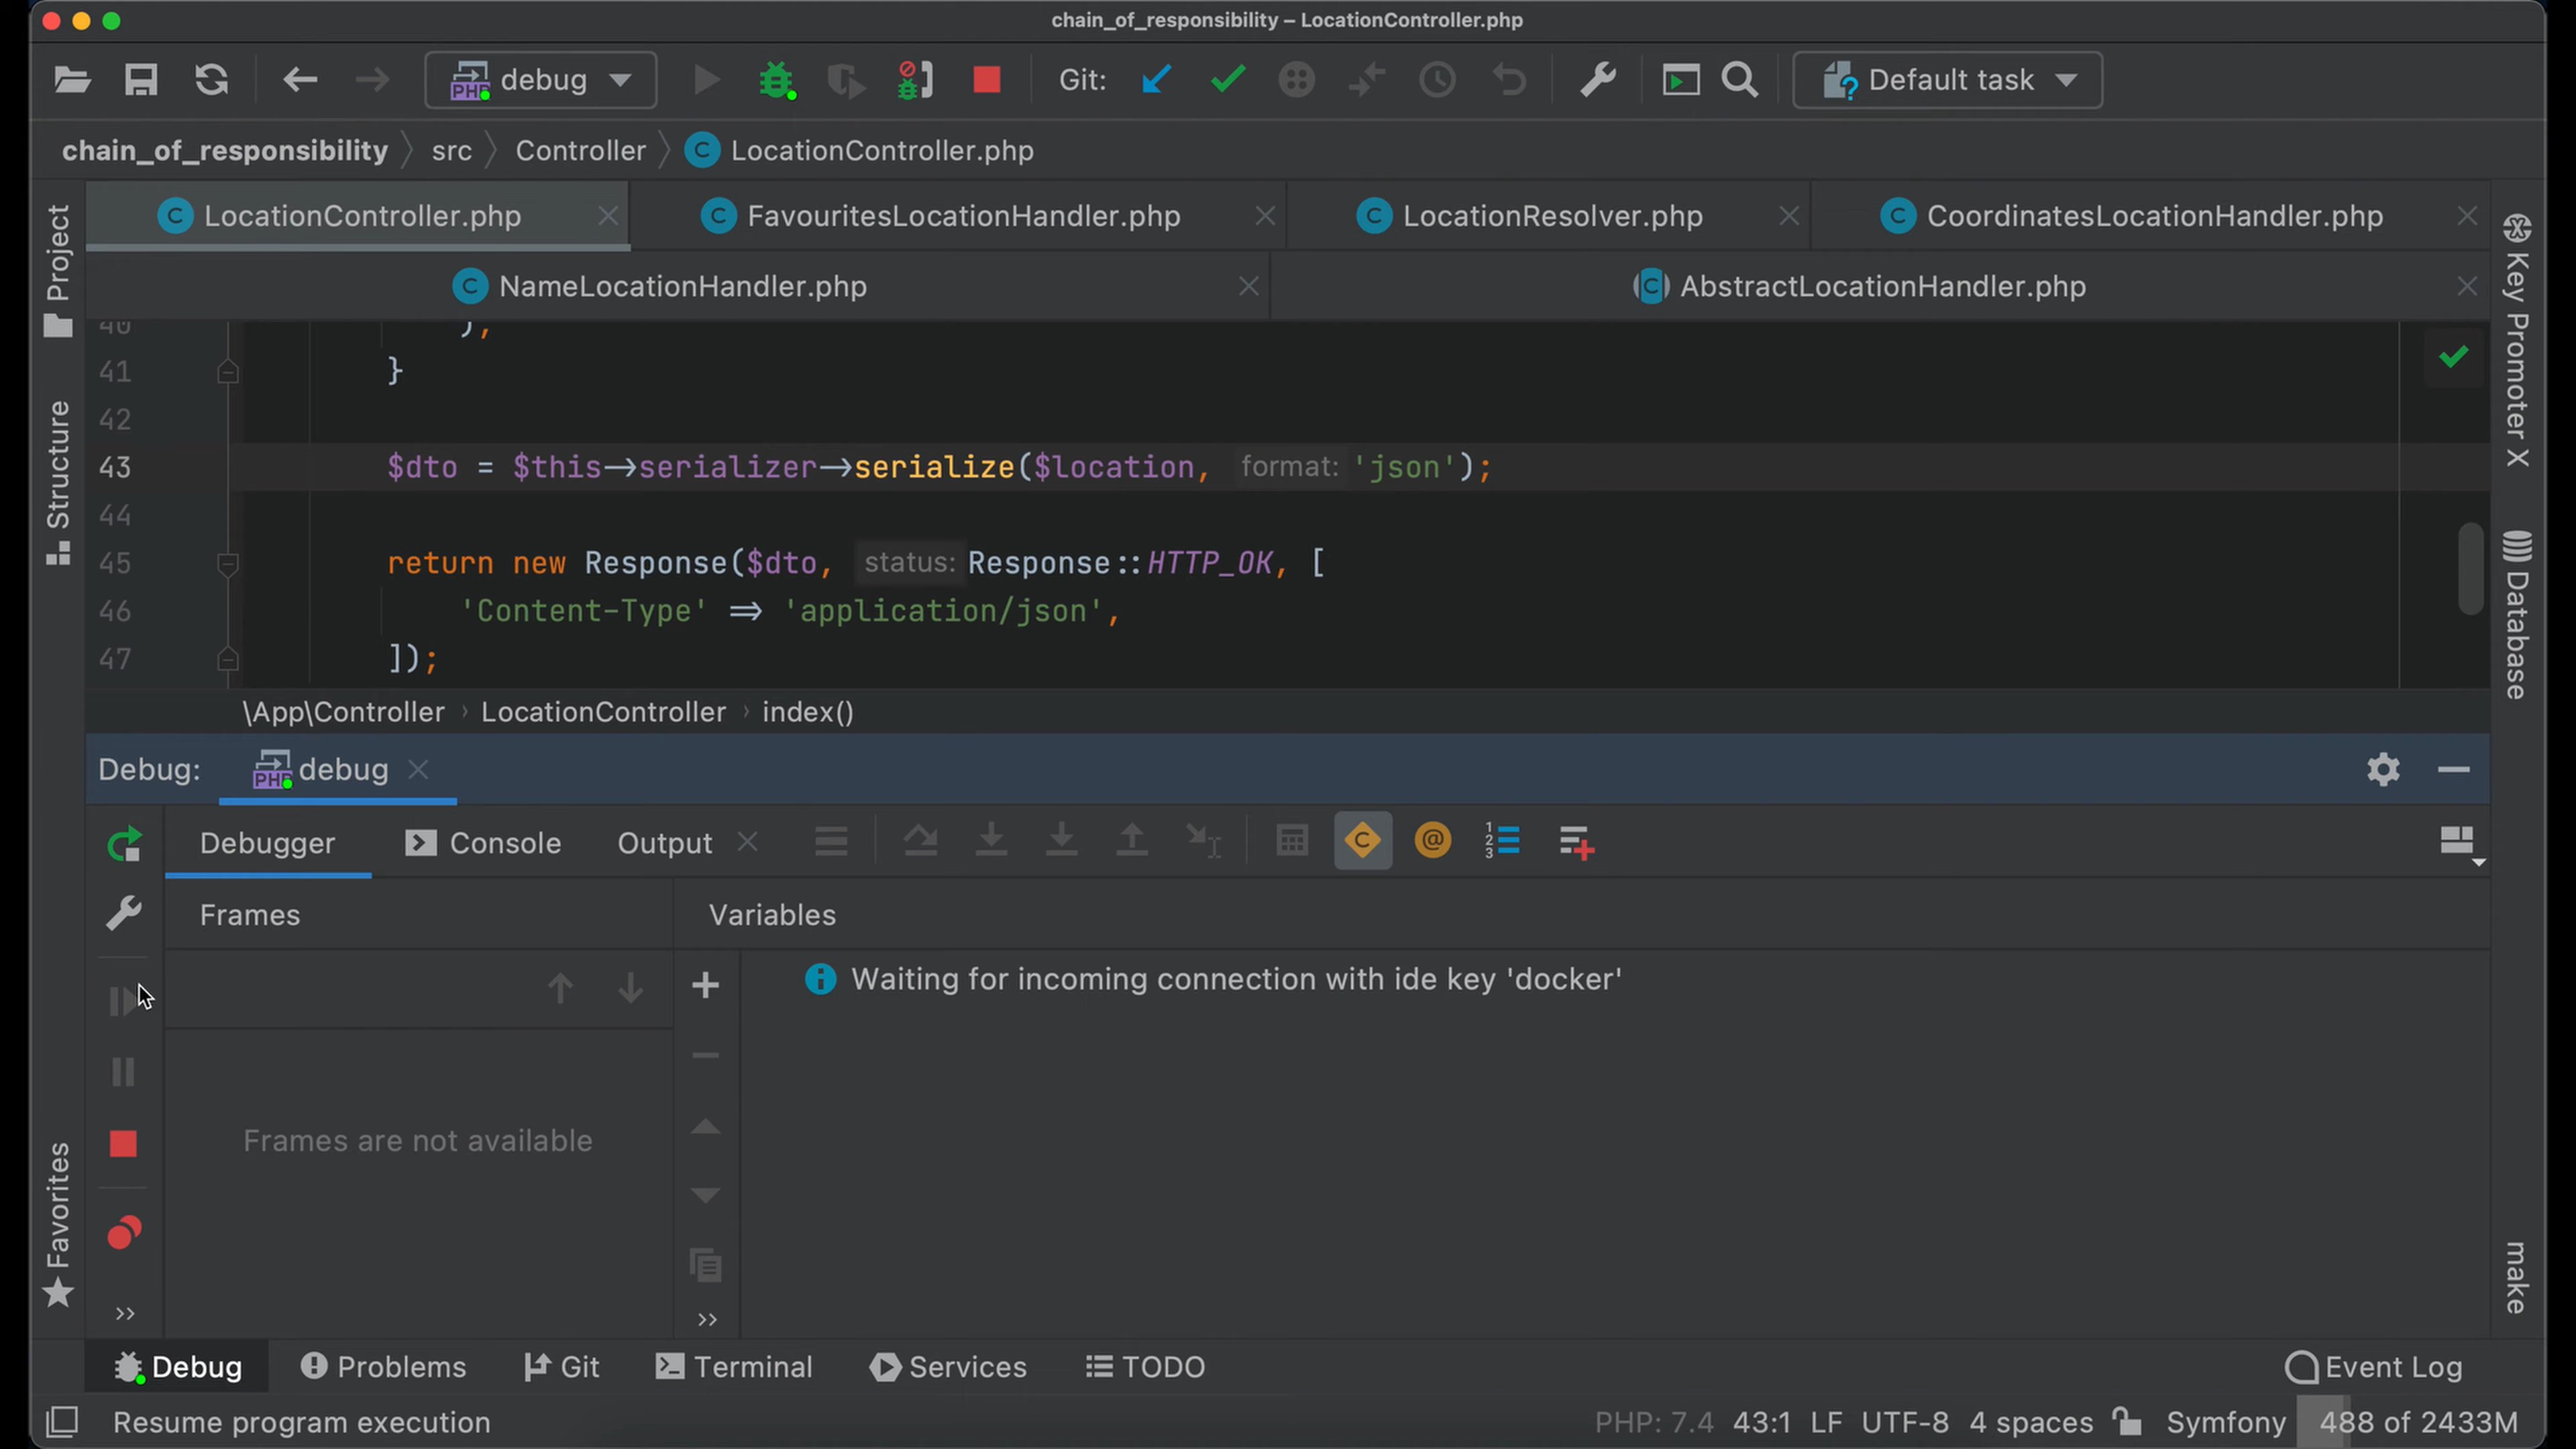 chain_of_responsibility – LocationController.php
debug
Git:
Default task
chain_of_responsibility src Controller LocationController.php
LocationController.php FavouritesLocationHandler.php LocationResolver.php CoordinatesLocationHandler.php
NameLocationHandler.php AbstractLocationHandler.php
Project
Structure
Favorites
Key Promoter X
Database
make
40 ),
41 }
42
43 $dto = $this->serializer->serialize($location, format: 'json');
44
45 return new Response($dto, status: Response::HTTP_OK, [
46 'Content-Type' => 'application/json',
47 ]);
\App\Controller › LocationController › index()
Debug: debug
Debugger Console Output
Frames Variables
Waiting for incoming connection with ide key 'docker'
Frames are not available
Debug Problems Git Terminal Services TODO Event Log
Resume program execution PHP: 7.4 43:1 LF UTF-8 4 spaces Symfony 488 of 2433M